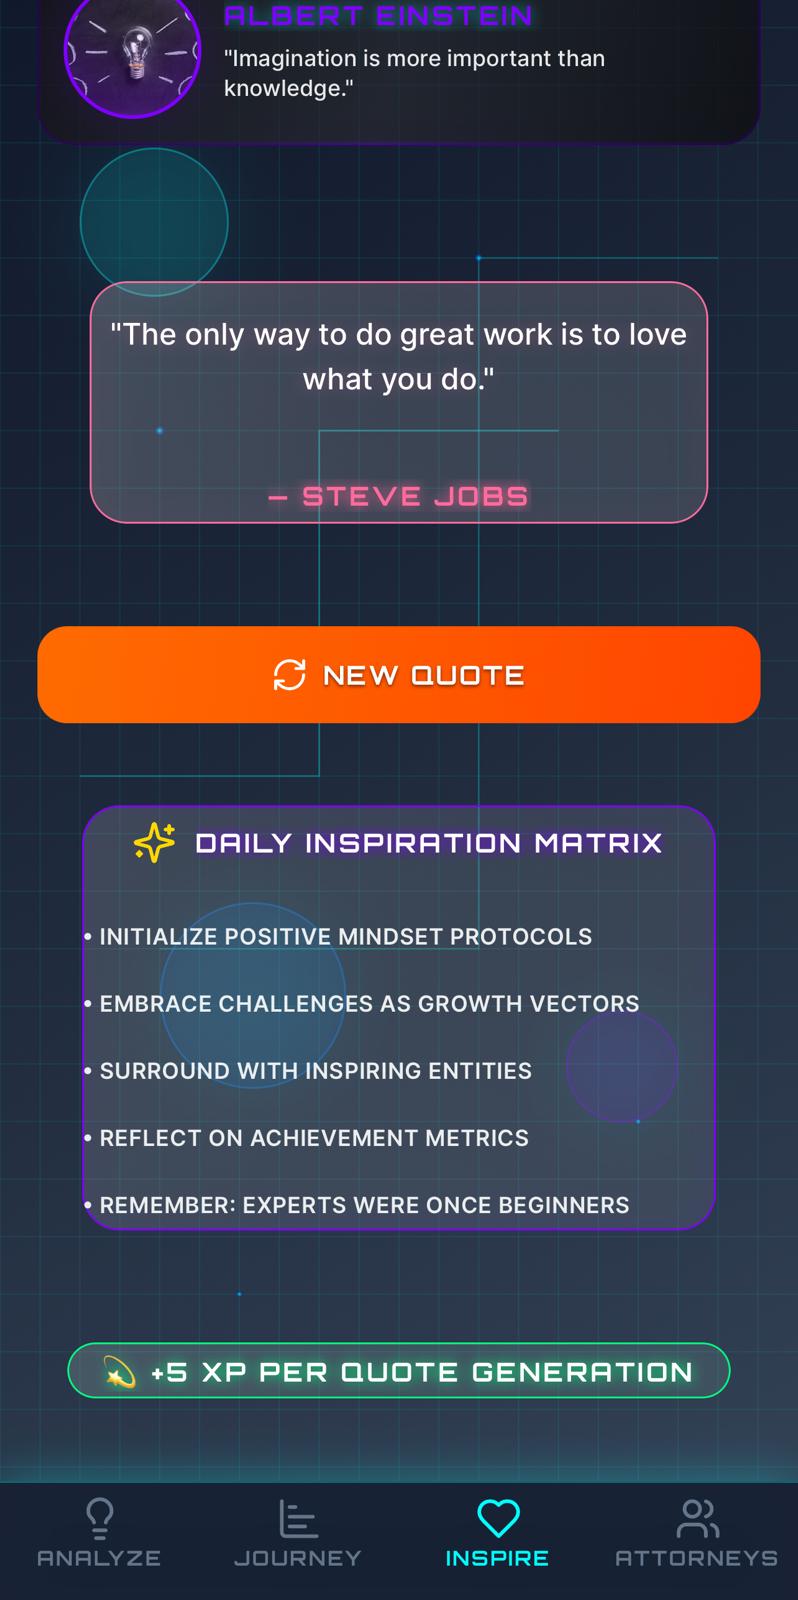 ALBERT EINSTEIN
"Imagination is more important than
knowledge."
"The only way to do great work is to love
what you do."
– STEVE JOBS
NEW QUOTE
DAILY INSPIRATION MATRIX
• INITIALIZE POSITIVE MINDSET PROTOCOLS
• EMBRACE CHALLENGES AS GROWTH VECTORS
• SURROUND WITH INSPIRING ENTITIES
• REFLECT ON ACHIEVEMENT METRICS
• REMEMBER: EXPERTS WERE ONCE BEGINNERS
💫 +5 XP PER QUOTE GENERATION
ANALYZE JOURNEY INSPIRE ATTORNEYS